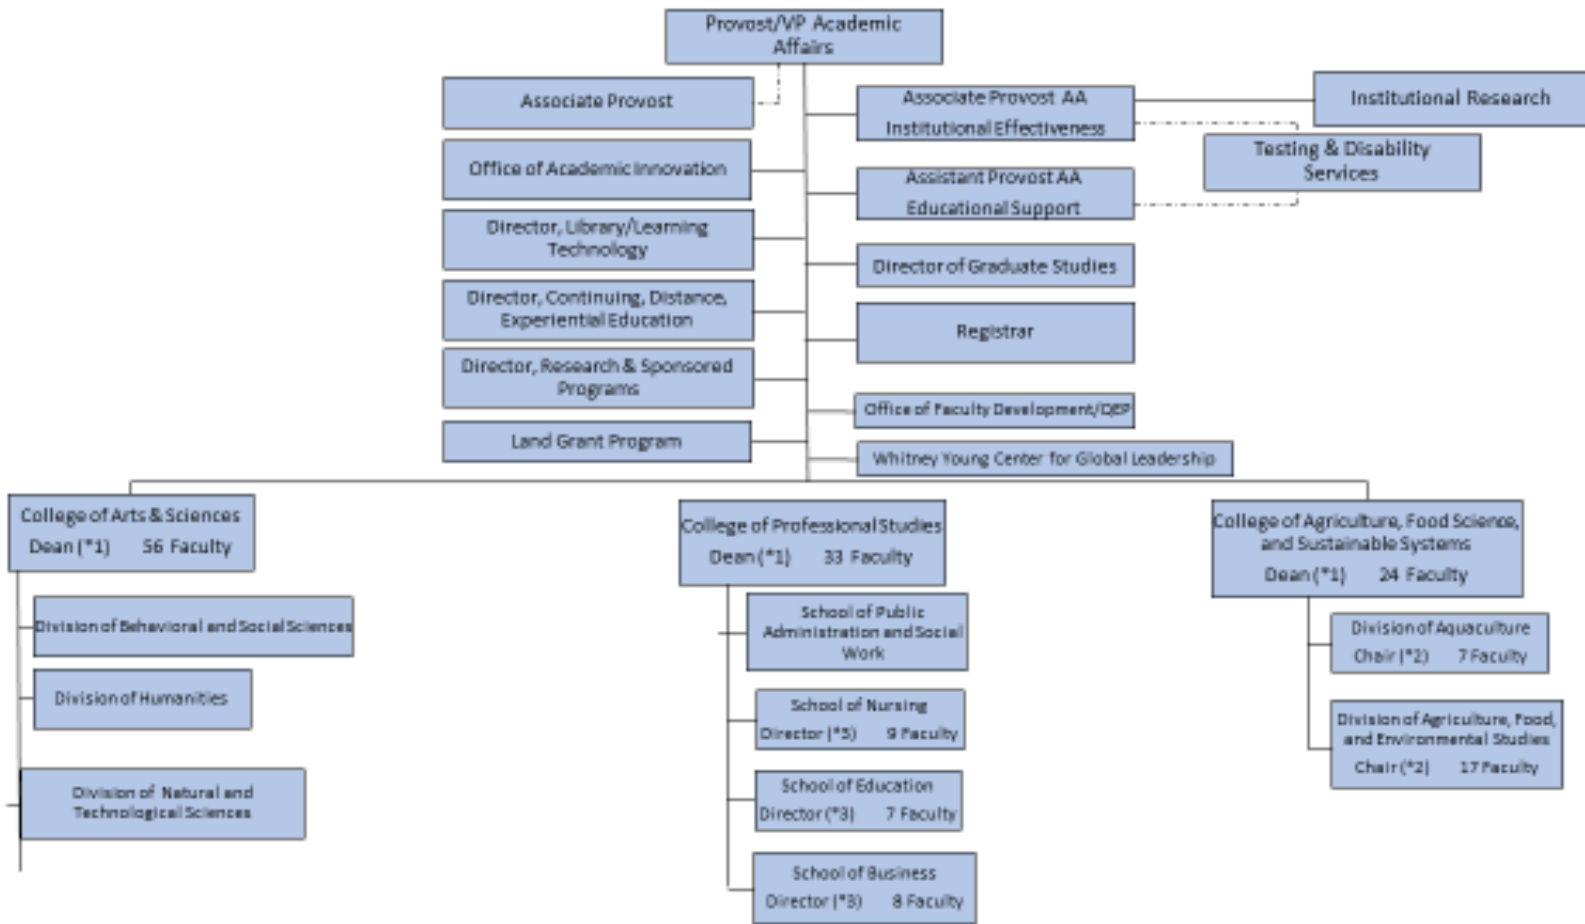 Provost/VP Academic
Affairs
Associate Provost
Associate Provost AA
Institutional Effectiveness
Institutional Research
Testing & Disability
Services
Office of Academic Innovation
Assistant Provost AA
Educational Support
Director, Library/Learning
Technology
Director of Graduate Studies
Director, Continuing, Distance,
Experiential Education
Registrar
Director, Research & Sponsored
Programs
Office of Faculty Development/QEP
Land Grant Program
Whitney Young Center for Global Leadership
College of Arts & Sciences
Dean (*1) 56 Faculty
Division of Behavioral and Social Sciences
Division of Humanities
Division of Natural and
Technological Sciences
College of Professional Studies
Dean (*1) 33 Faculty
School of Public
Administration and Social
Work
School of Nursing
Director (*3) 9 Faculty
School of Education
Director (*3) 7 Faculty
School of Business
Director (*3) 8 Faculty
College of Agriculture, Food Science,
and Sustainable Systems
Dean (*1) 24 Faculty
Division of Aquaculture
Chair (*2) 7 Faculty
Division of Agriculture, Food,
and Environmental Studies
Chair (*2) 17 Faculty